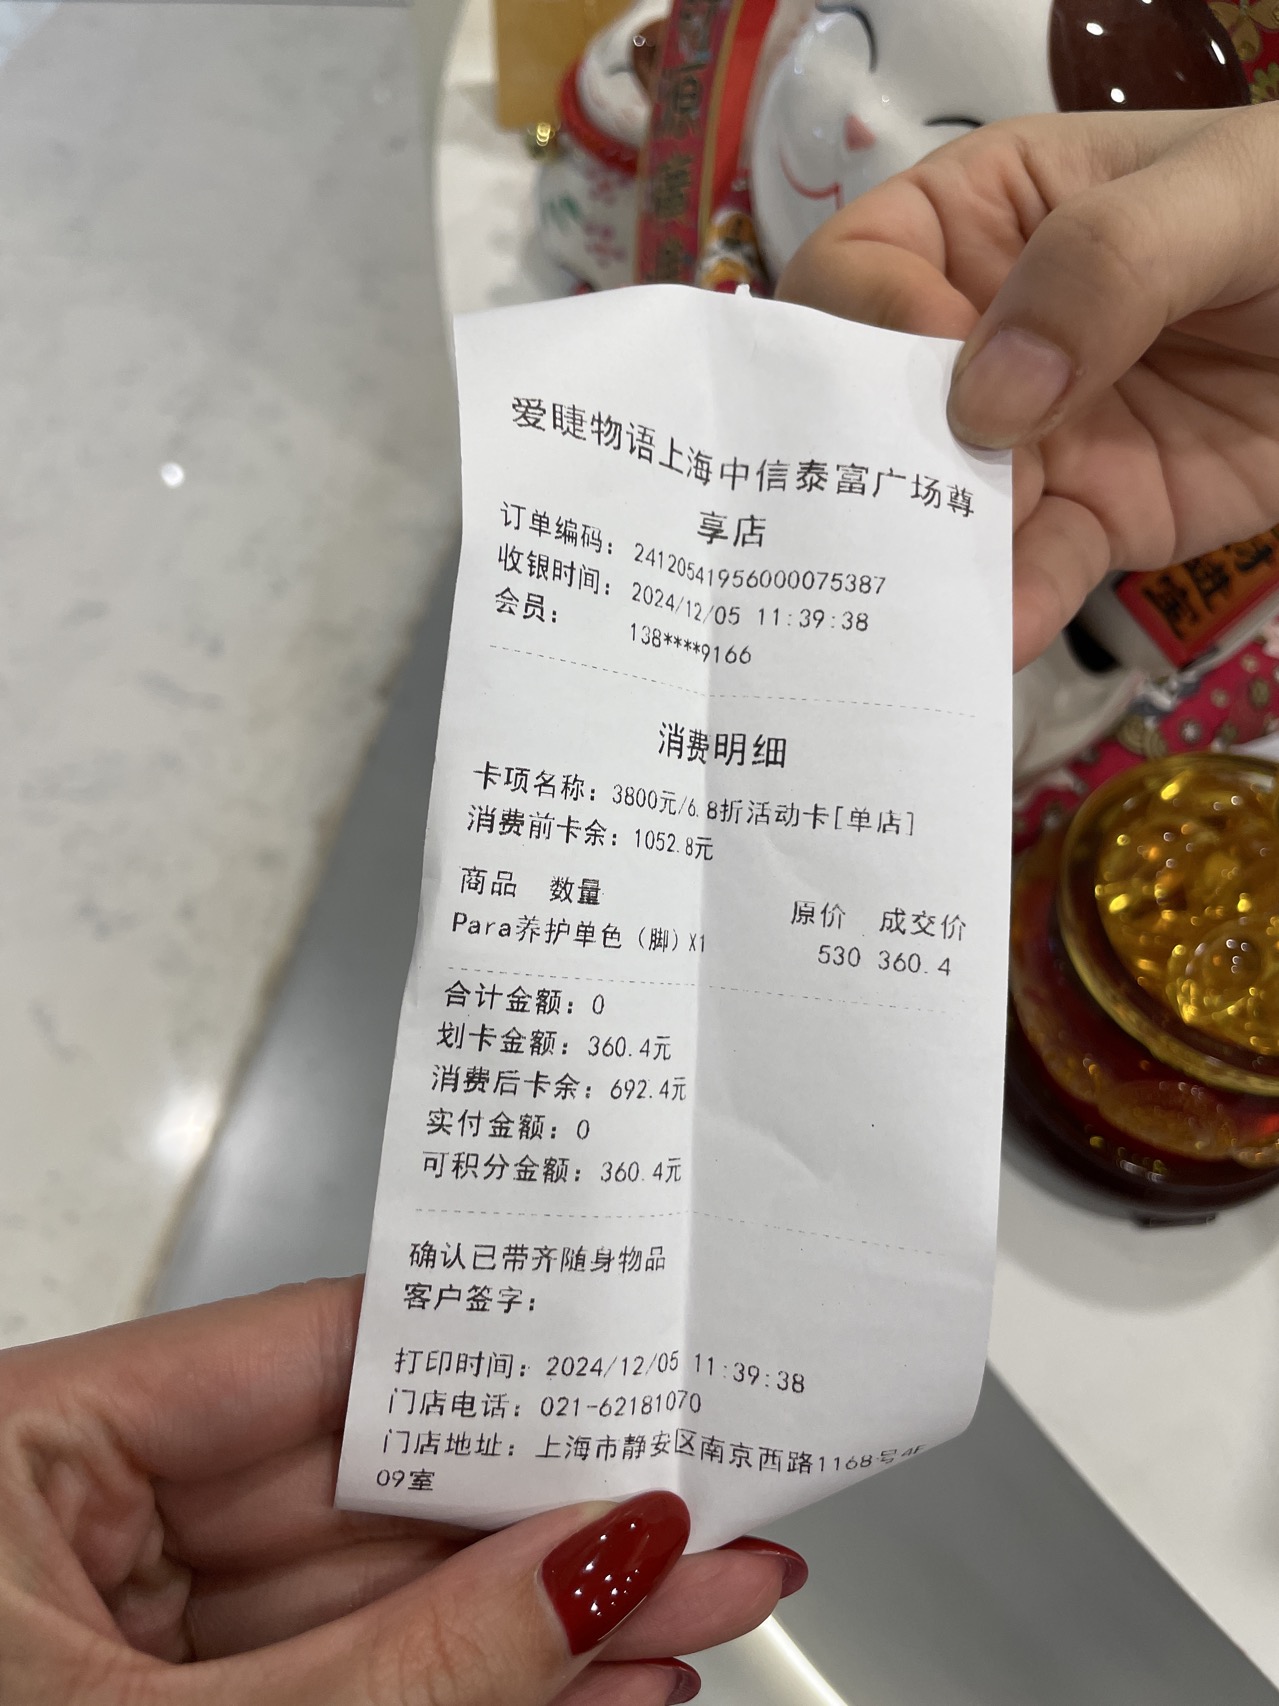 爱睫物语上海中信泰富广场尊
享店
订单编码：24120541956000075387
收银时间：2024/12/05 11:39:38
会员：138****9166
消费明细
卡项名称：3800元/6.8折活动卡[单店]
消费前卡余：1052.8元
商品 数量 原价 成交价
Para养护单色（脚）X1 530 360.4
合计金额：0
划卡金额：360.4元
消费后卡余：692.4元
实付金额：0
可积分金额：360.4元
确认已带齐随身物品
客户签字：
打印时间：2024/12/05 11:39:38
门店电话：021-62181070
门店地址：上海市静安区南京西路1168号4F
09室